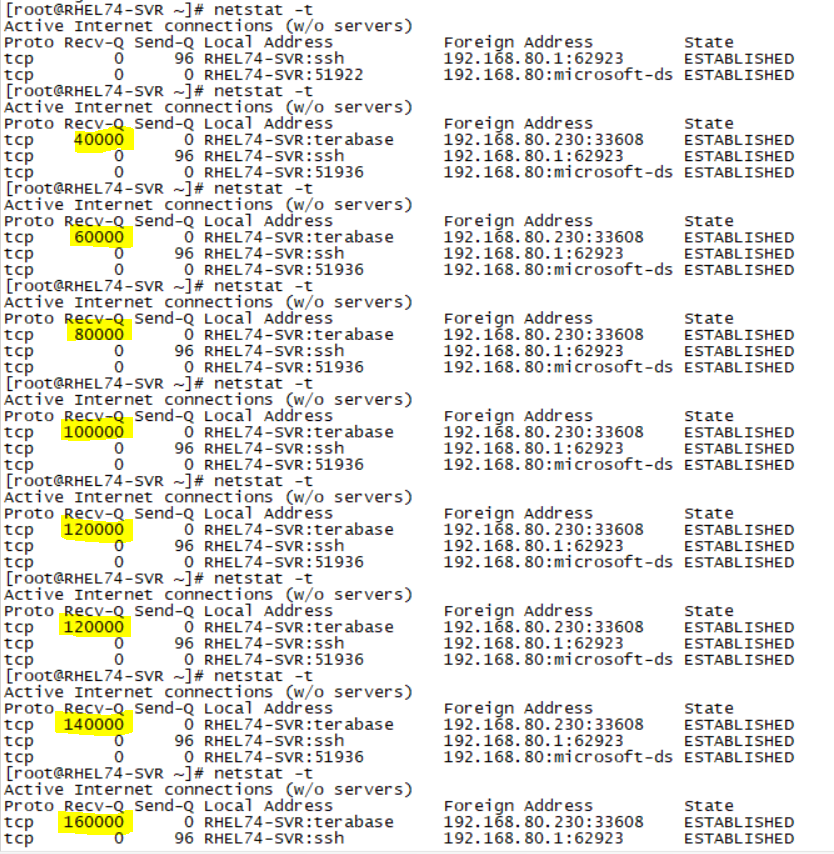 [root@RHEL74-SVR ~]# netstat -t
Active Internet connections (w/o servers)
Proto Recv-Q Send-Q Local Address Foreign Address State
tcp 0 96 RHEL74-SVR:ssh 192.168.80.1:62923 ESTABLISHED
tcp 0 0 RHEL74-SVR:51922 192.168.80:microsoft-ds ESTABLISHED
[root@RHEL74-SVR ~]# netstat -t
Active Internet connections (w/o servers)
Proto Recv-Q Send-Q Local Address Foreign Address State
tcp 40000 0 RHEL74-SVR:terabase 192.168.80.230:33608 ESTABLISHED
tcp 0 96 RHEL74-SVR:ssh 192.168.80.1:62923 ESTABLISHED
tcp 0 0 RHEL74-SVR:51936 192.168.80:microsoft-ds ESTABLISHED
[root@RHEL74-SVR ~]# netstat -t
Active Internet connections (w/o servers)
Proto Recv-Q Send-Q Local Address Foreign Address State
tcp 60000 0 RHEL74-SVR:terabase 192.168.80.230:33608 ESTABLISHED
tcp 0 96 RHEL74-SVR:ssh 192.168.80.1:62923 ESTABLISHED
tcp 0 0 RHEL74-SVR:51936 192.168.80:microsoft-ds ESTABLISHED
[root@RHEL74-SVR ~]# netstat -t
Active Internet connections (w/o servers)
Proto Recv-Q Send-Q Local Address Foreign Address State
tcp 80000 0 RHEL74-SVR:terabase 192.168.80.230:33608 ESTABLISHED
tcp 0 96 RHEL74-SVR:ssh 192.168.80.1:62923 ESTABLISHED
tcp 0 0 RHEL74-SVR:51936 192.168.80:microsoft-ds ESTABLISHED
[root@RHEL74-SVR ~]# netstat -t
Active Internet connections (w/o servers)
Proto Recv-Q Send-Q Local Address Foreign Address State
tcp 100000 0 RHEL74-SVR:terabase 192.168.80.230:33608 ESTABLISHED
tcp 0 96 RHEL74-SVR:ssh 192.168.80.1:62923 ESTABLISHED
tcp 0 0 RHEL74-SVR:51936 192.168.80:microsoft-ds ESTABLISHED
[root@RHEL74-SVR ~]# netstat -t
Active Internet connections (w/o servers)
Proto Recv-Q Send-Q Local Address Foreign Address State
tcp 120000 0 RHEL74-SVR:terabase 192.168.80.230:33608 ESTABLISHED
tcp 0 96 RHEL74-SVR:ssh 192.168.80.1:62923 ESTABLISHED
tcp 0 0 RHEL74-SVR:51936 192.168.80:microsoft-ds ESTABLISHED
[root@RHEL74-SVR ~]# netstat -t
Active Internet connections (w/o servers)
Proto Recv-Q Send-Q Local Address Foreign Address State
tcp 120000 0 RHEL74-SVR:terabase 192.168.80.230:33608 ESTABLISHED
tcp 0 96 RHEL74-SVR:ssh 192.168.80.1:62923 ESTABLISHED
tcp 0 0 RHEL74-SVR:51936 192.168.80:microsoft-ds ESTABLISHED
[root@RHEL74-SVR ~]# netstat -t
Active Internet connections (w/o servers)
Proto Recv-Q Send-Q Local Address Foreign Address State
tcp 140000 0 RHEL74-SVR:terabase 192.168.80.230:33608 ESTABLISHED
tcp 0 96 RHEL74-SVR:ssh 192.168.80.1:62923 ESTABLISHED
tcp 0 0 RHEL74-SVR:51936 192.168.80:microsoft-ds ESTABLISHED
[root@RHEL74-SVR ~]# netstat -t
Active Internet connections (w/o servers)
Proto Recv-Q Send-Q Local Address Foreign Address State
tcp 160000 0 RHEL74-SVR:terabase 192.168.80.230:33608 ESTABLISHED
tcp 0 96 RHEL74-SVR:ssh 192.168.80.1:62923 ESTABLISHED